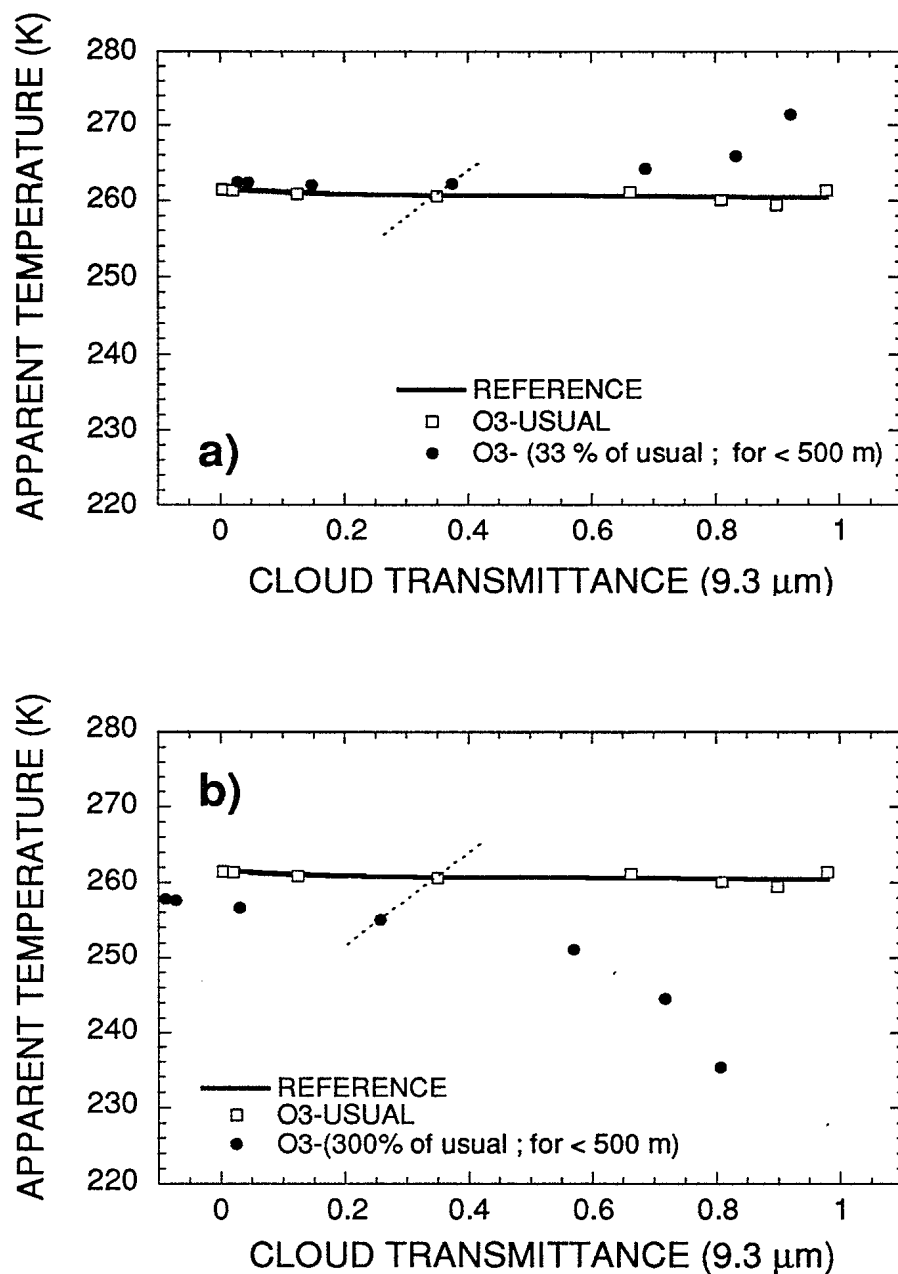 280
270
260
250
240
230
220
APPARENT TEMPERATURE (K)
REFERENCE
O3-USUAL
O3- (33 % of usual ; for < 500 m)
a)
0 0.2 0.4 0.6 0.8 1
CLOUD TRANSMITTANCE (9.3 µm)
280
270
260
250
240
230
220
APPARENT TEMPERATURE (K)
b)
REFERENCE
O3-USUAL
O3-(300% of usual ; for < 500 m)
0 0.2 0.4 0.6 0.8 1
CLOUD TRANSMITTANCE (9.3 µm)